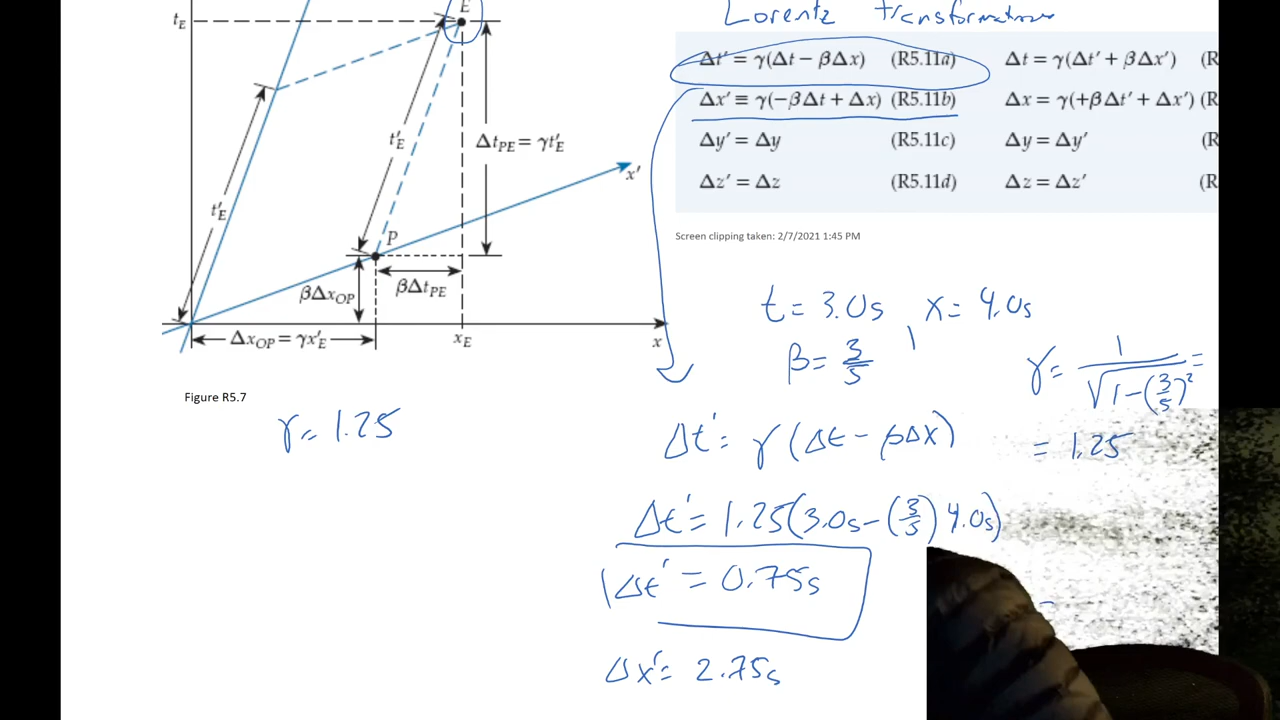 Lorentz transformations
t_E
E
Δt' = γ(Δt − βΔx) (R5.11a) Δt = γ(Δt' + βΔx') (R
Δx' ≡ γ(−βΔt + Δx) (R5.11b) Δx = γ(+βΔt' + Δx') (R
Δy' = Δy (R5.11c) Δy = Δy' (R
Δz' = Δz (R5.11d) Δz = Δz' (R
t'_E
Δt_PE = γt'_E
x'
t'_E
P
βΔx_OP
βΔt_PE
Δx_OP = γx'_E
x_E
x
Figure R5.7
Screen clipping taken: 2/7/2021 1:45 PM
t = 3.0s x = 4.0s
β = 3/5
γ = 1/√(1−(3/5)²) =
= 1.25
γ = 1.25
Δt' = γ(Δt − βΔx)
Δt' = 1.25(3.0s − (3/5) 4.0s)
Δt' = 0.75s
Δx' = 2.75s